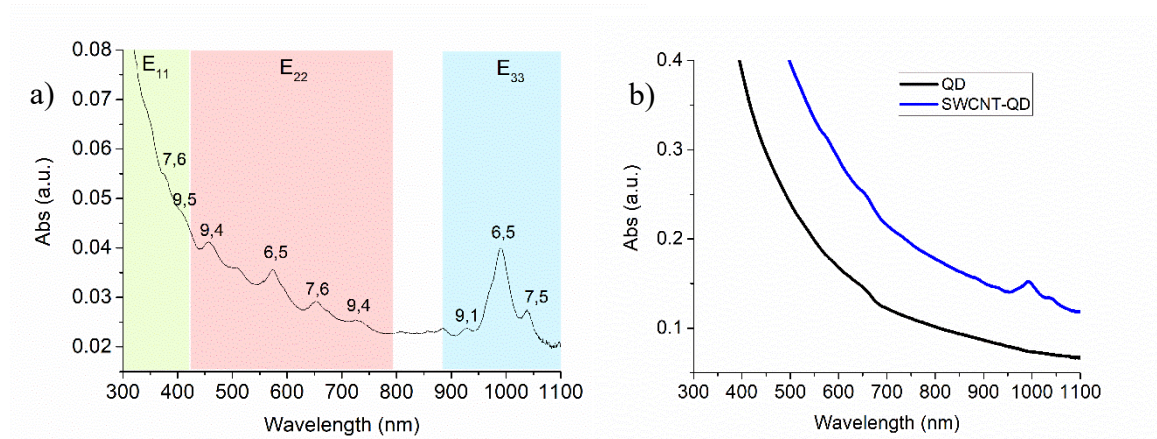 a)
Abs (a.u.)
0.08
0.07
0.06
0.05
0.04
0.03
0.02
E11
E22
E33
7,6
9,5
9,4
6,5
7,6
9,4
9,1
6,5
7,5
300 400 500 600 700 800 900 1000 1100
Wavelength (nm)
b)
Abs (a.u.)
0.4
0.3
0.2
0.1
QD
SWCNT-QD
300 400 500 600 700 800 900 1000 1100
Wavelength (nm)